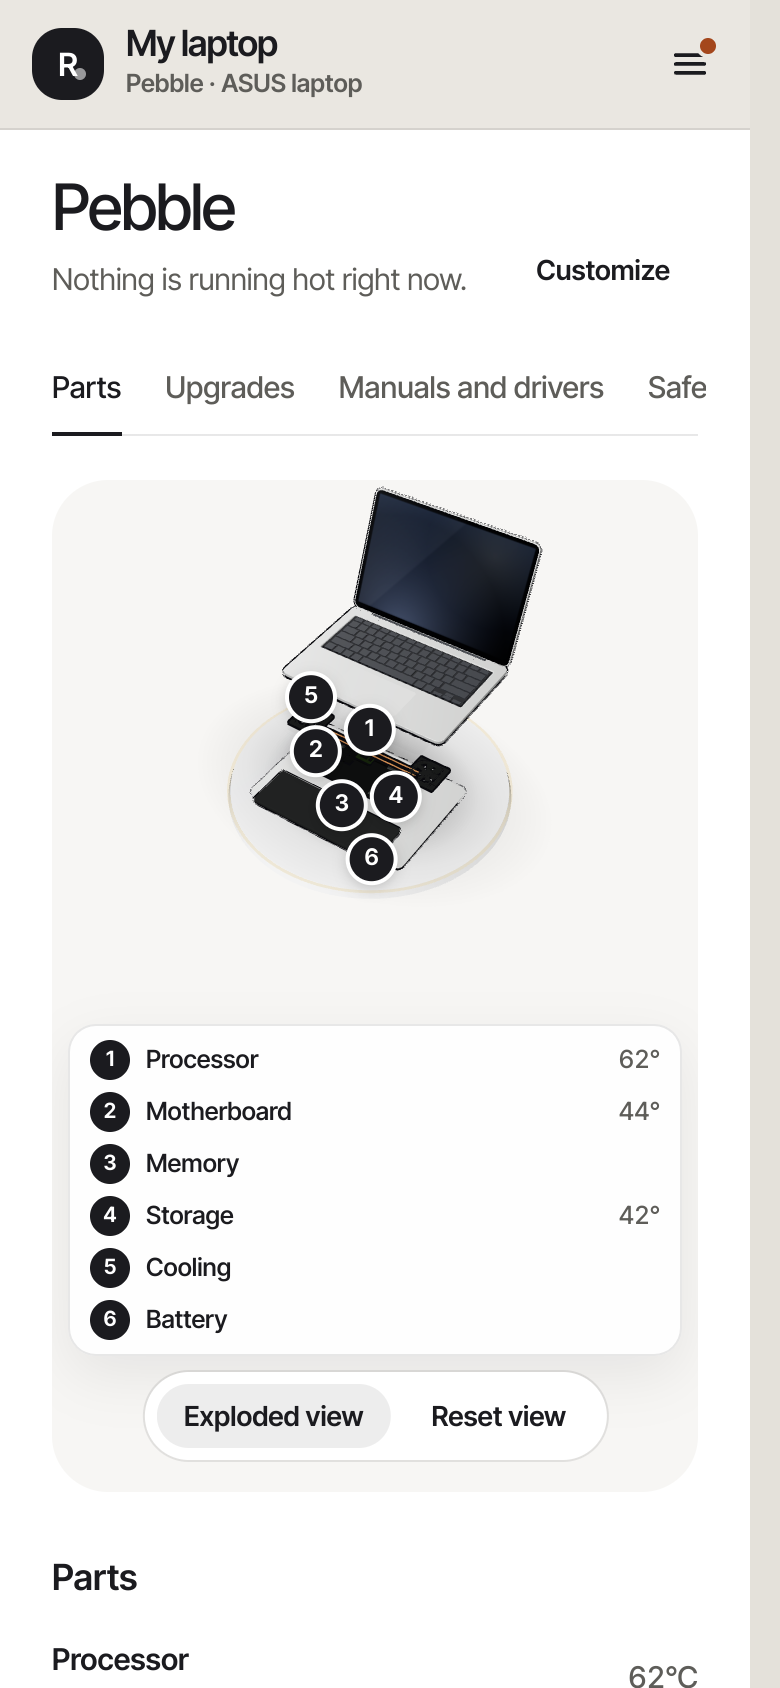 R
My laptop
Pebble · ASUS laptop
Pebble
Nothing is running hot right now.
Customize
Parts Upgrades Manuals and drivers Safe
5
1
2
3
4
6
1 Processor 62°
2 Motherboard 44°
3 Memory
4 Storage 42°
5 Cooling
6 Battery
Exploded view Reset view
Parts
Processor
62°C